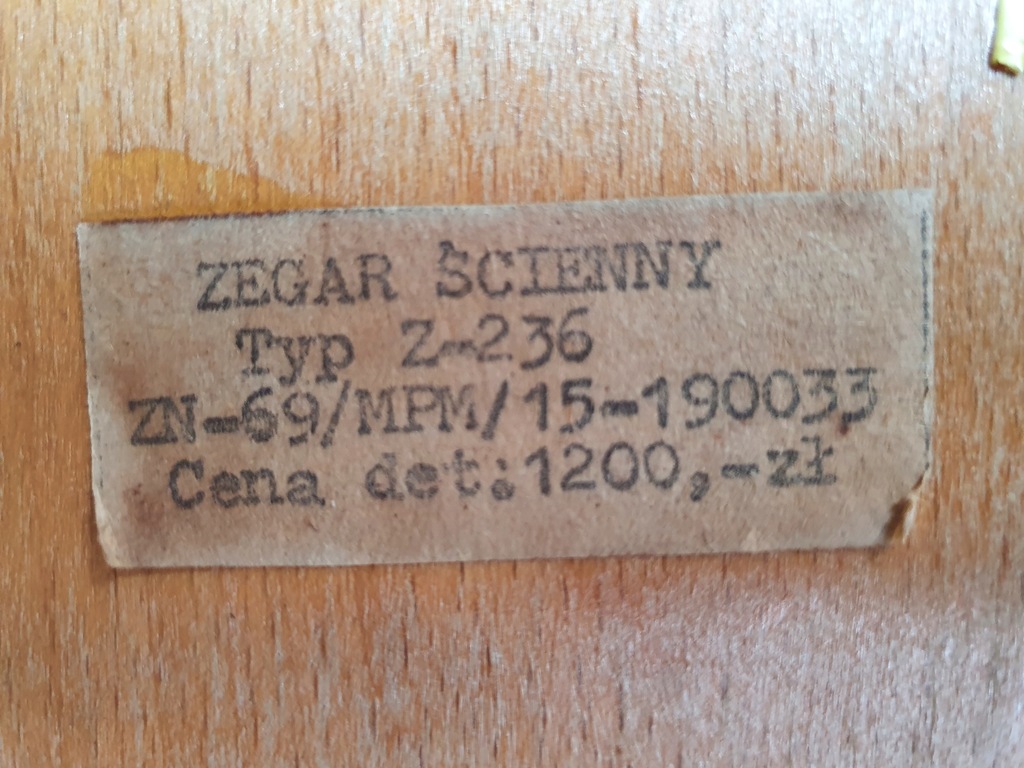 ZEGAR ŚCIENNY
Typ Z-236
ZN-69/MPM/15-190033
Cena det:1200,-zł